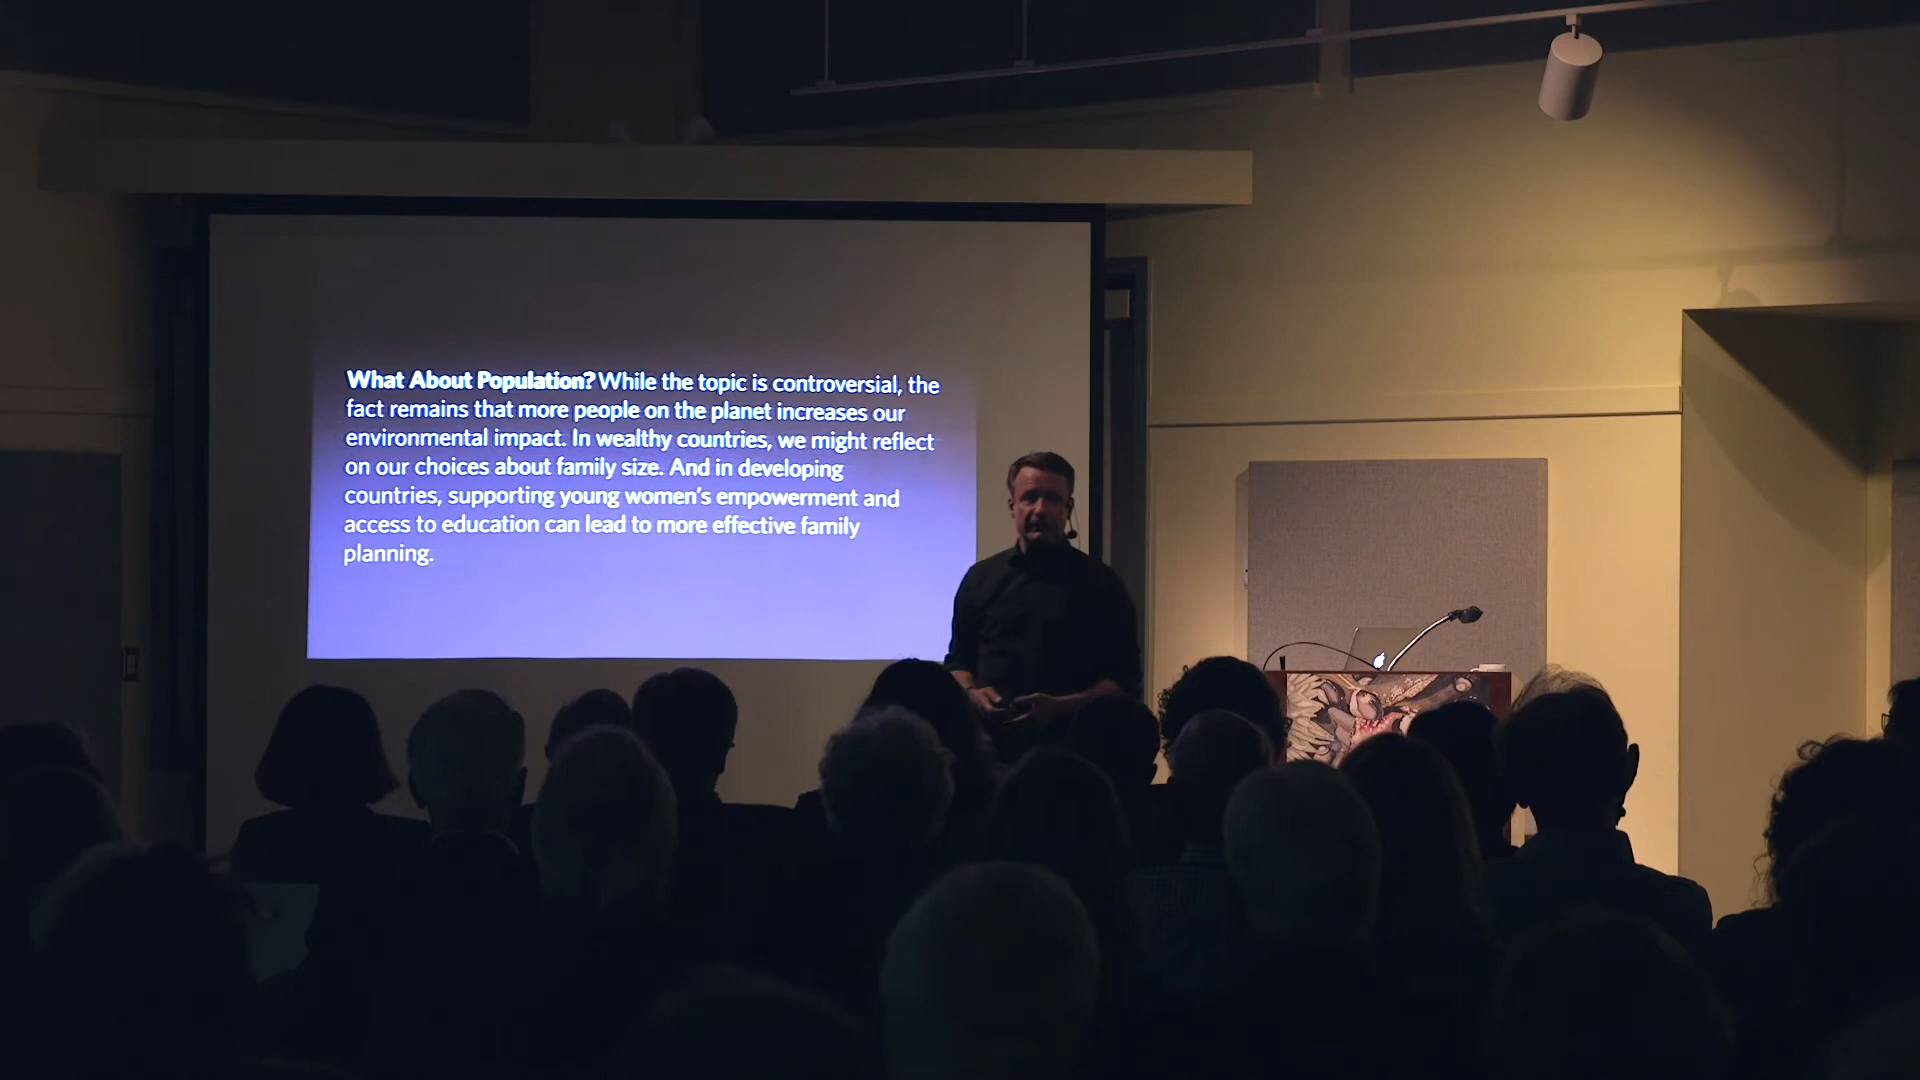 What About Population? While the topic is controversial, the
fact remains that more people on the planet increases our
environmental impact. In wealthy countries, we might reflect
on our choices about family size. And in developing
countries, supporting young women's empowerment and
access to education can lead to more effective family
planning.